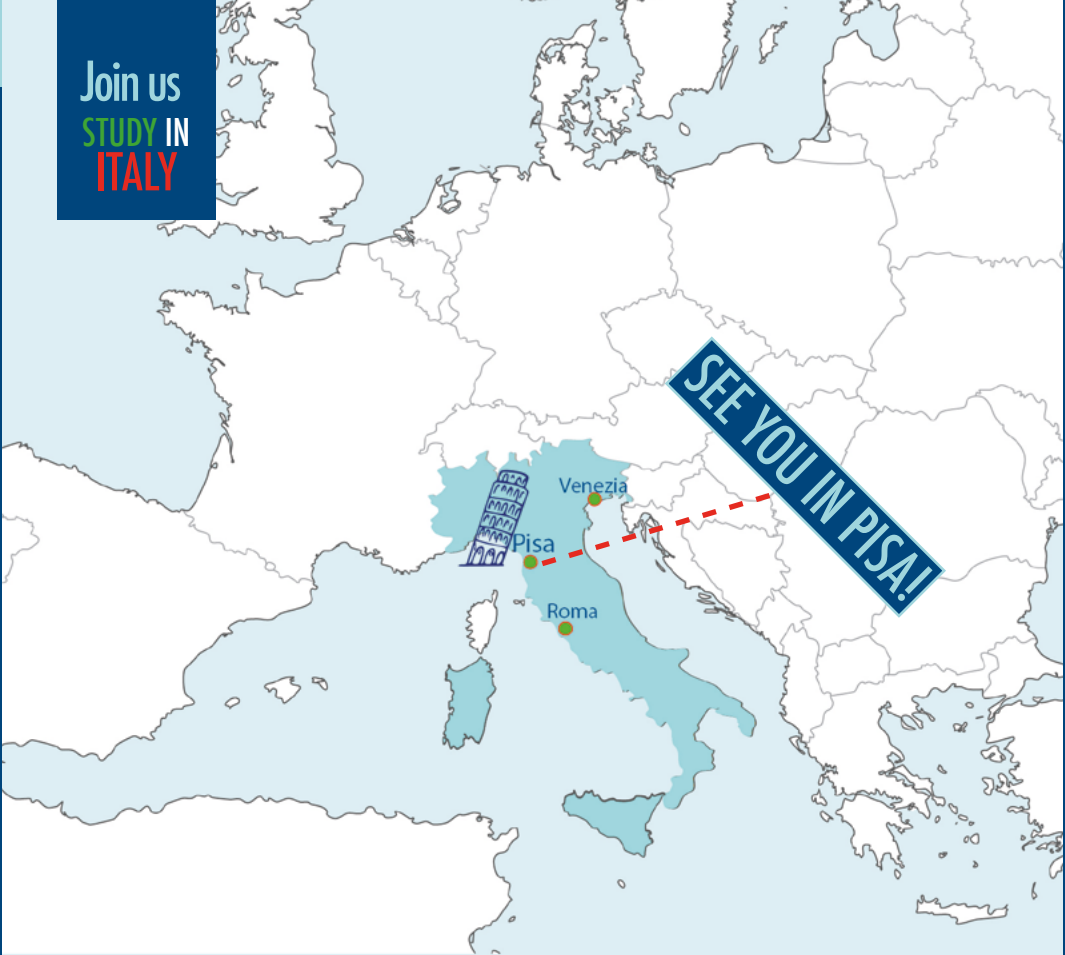 Join us
STUDY IN
ITALY
SEE YOU IN PISA!
Venezia
Pisa
Roma